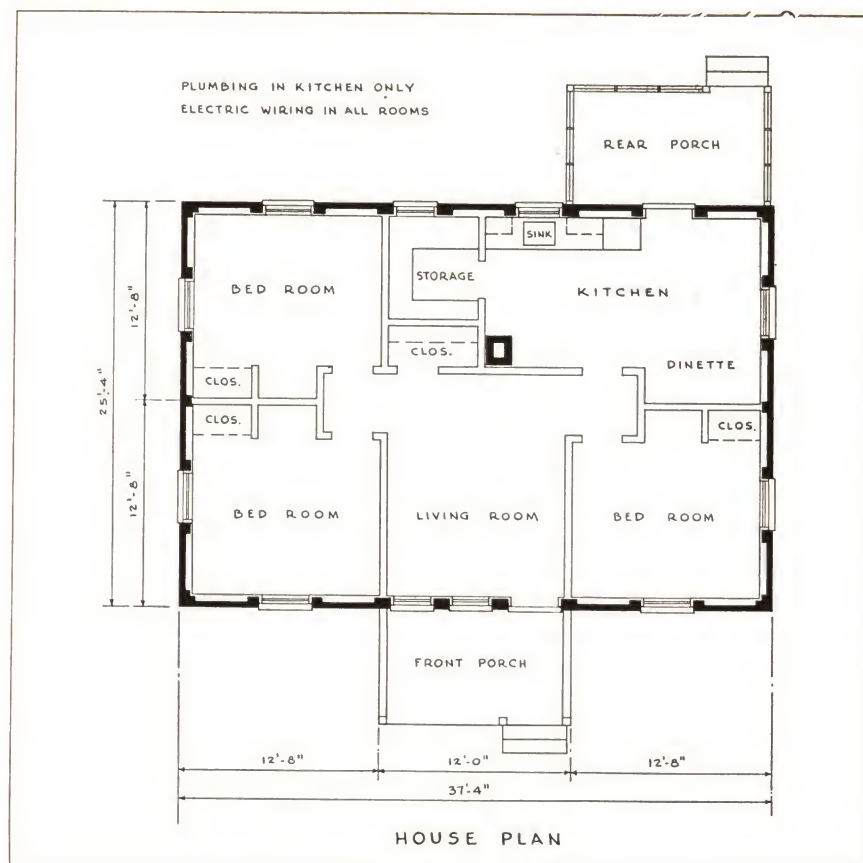 PLUMBING IN KITCHEN ONLY
ELECTRIC WIRING IN ALL ROOMS
REAR PORCH
SINK
STORAGE
BED ROOM
KITCHEN
12'-8"
CLOS.
DINETTE
CLOS.
25'-4"
CLOS.
CLOS.
12'-8"
BED ROOM
LIVING ROOM
BED ROOM
FRONT PORCH
12'-8"
12'-0"
12'-8"
37'-4"
HOUSE PLAN